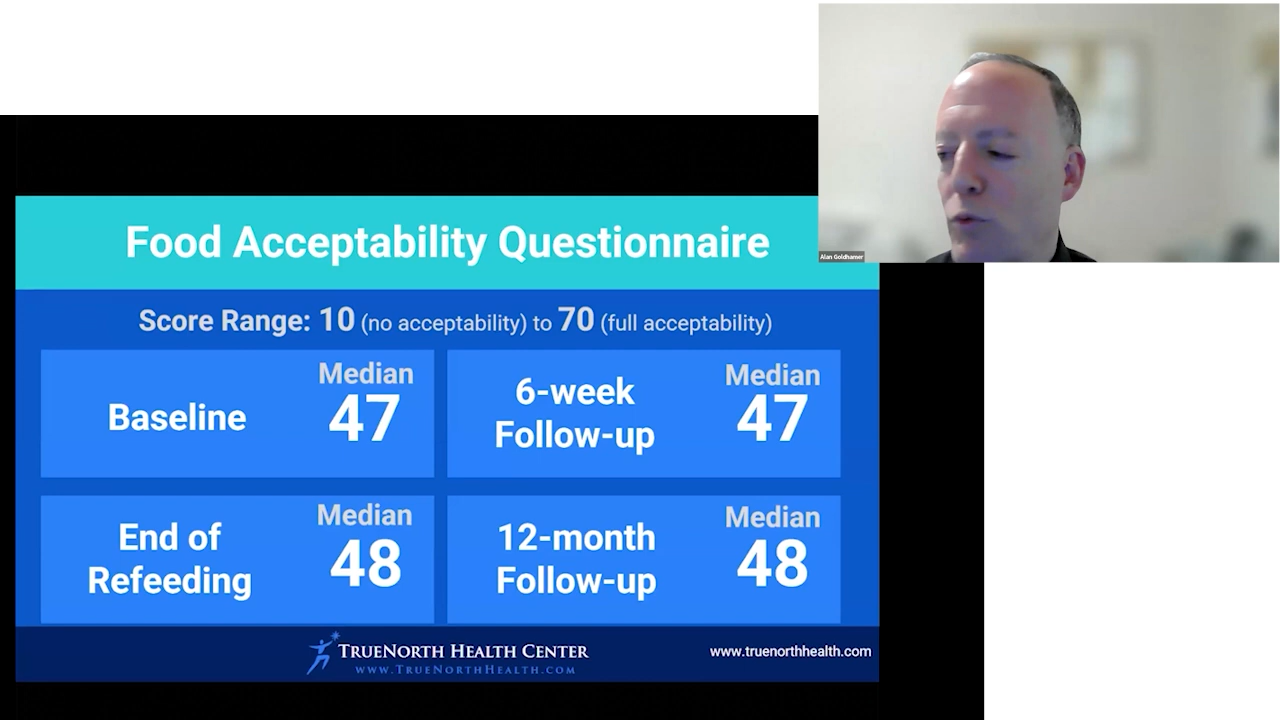 Alan Goldhamer
Food Acceptability Questionnaire
Score Range: 10 (no acceptability) to 70 (full acceptability)
Baseline
Median
47
6-week
Follow-up
Median
47
End of
Refeeding
Median
48
12-month
Follow-up
Median
48
TRUENORTH HEALTH CENTER
WWW.TRUENORTHHEALTH.COM
www.truenorthhealth.com